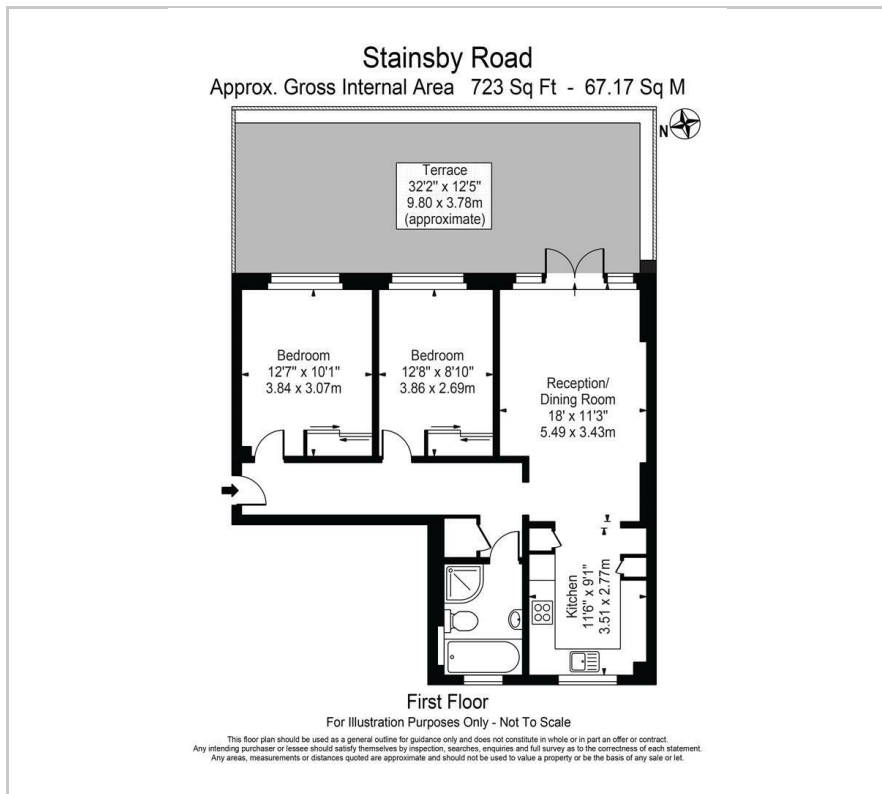 Stainsby Road
Approx. Gross Internal Area 723 Sq Ft - 67.17 Sq M
N
Terrace
32'2" x 12'5"
9.80 x 3.78m
(approximate)
Bedroom
12'7" x 10'1"
3.84 x 3.07m
Bedroom
12'8" x 8'10"
3.86 x 2.69m
Reception/
Dining Room
18' x 11'3"
5.49 x 3.43m
Kitchen
11'6" x 9'1"
3.51 x 2.77m
First Floor
For Illustration Purposes Only - Not To Scale
This floor plan should be used as a general outline for guidance only and does not constitute in whole or in part an offer or contract.
Any intending purchaser or lessee should satisfy themselves by inspection, searches, enquiries and full survey as to the correctness of each statement.
Any areas, measurements or distances quoted are approximate and should not be used to value a property or be the basis of any sale or let.